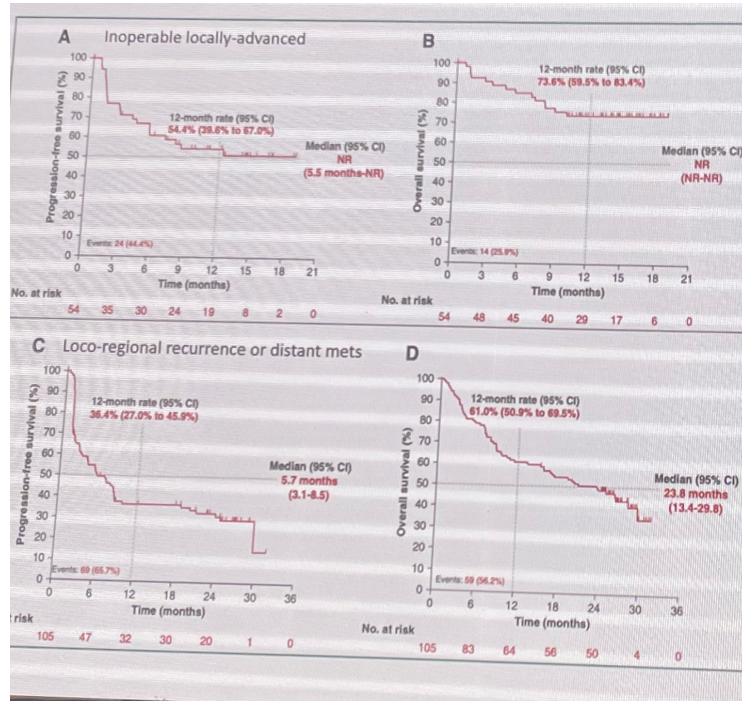 A Inoperable locally-advanced
Progression-free survival (%)
100
90
80
70
60
50
40
30
20
10
0
12-month rate (95% CI)
54.4% (39.6% to 67.0%)
Median (95% CI)
NR
(5.5 months-NR)
Events: 24 (44.4%)
0 3 6 9 12 15 18 21
Time (months)
No. at risk
54 35 30 24 19 8 2 0
B
Overall survival (%)
100
90
80
70
60
50
40
30
20
10
0
12-month rate (95% CI)
73.6% (59.5% to 83.4%)
Median (95% CI)
NR
(NR-NR)
Events: 14 (25.9%)
0 3 6 9 12 15 18 21
Time (months)
No. at risk
54 48 45 40 29 17 6 0
C Loco-regional recurrence or distant mets
Progression-free survival (%)
100
90
80
70
60
50
40
30
20
10
0
12-month rate (95% CI)
36.4% (27.0% to 45.9%)
Median (95% CI)
5.7 months
(3.1-8.5)
Events: 69 (65.7%)
0 6 12 18 24 30 36
Time (months)
risk
105 47 32 30 20 1 0
D
Overall survival (%)
100
90
80
70
60
50
40
30
20
10
0
12-month rate (95% CI)
61.0% (50.9% to 69.5%)
Median (95% CI)
23.8 months
(13.4-29.8)
Events: 59 (56.2%)
0 6 12 18 24 30 36
Time (months)
No. at risk
105 83 64 56 50 4 0